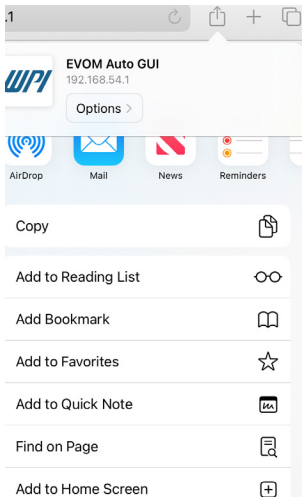 .1
WPI
EVOM Auto GUI
192.168.54.1
Options
AirDrop
Mail
News
Reminders
Copy
Add to Reading List
Add Bookmark
Add to Favorites
Add to Quick Note
Find on Page
Add to Home Screen